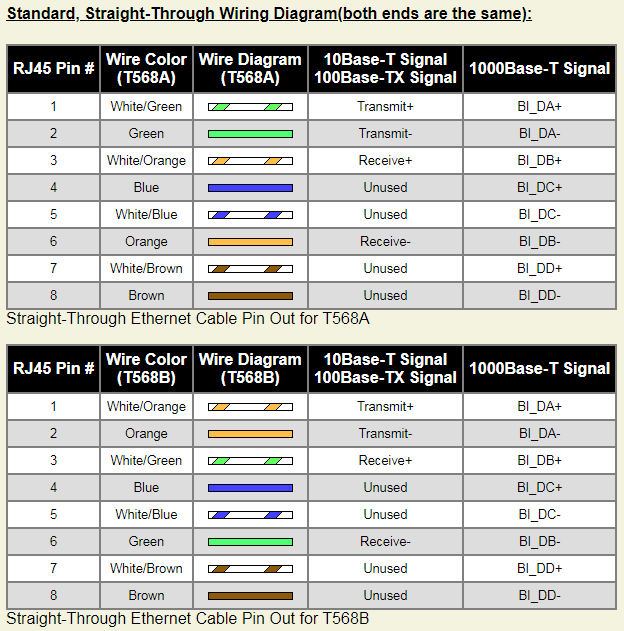 Standard, Straight-Through Wiring Diagram(both ends are the same):
RJ45 Pin # Wire Color (T568A) Wire Diagram (T568A) 10Base-T Signal 100Base-TX Signal 1000Base-T Signal
1 White/Green Transmit+ BI_DA+
2 Green Transmit- BI_DA-
3 White/Orange Receive+ BI_DB+
4 Blue Unused BI_DC+
5 White/Blue Unused BI_DC-
6 Orange Receive- BI_DB-
7 White/Brown Unused BI_DD+
8 Brown Unused BI_DD-
Straight-Through Ethernet Cable Pin Out for T568A
RJ45 Pin # Wire Color (T568B) Wire Diagram (T568B) 10Base-T Signal 100Base-TX Signal 1000Base-T Signal
1 White/Orange Transmit+ BI_DA+
2 Orange Transmit- BI_DA-
3 White/Green Receive+ BI_DB+
4 Blue Unused BI_DC+
5 White/Blue Unused BI_DC-
6 Green Receive- BI_DB-
7 White/Brown Unused BI_DD+
8 Brown Unused BI_DD-
Straight-Through Ethernet Cable Pin Out for T568B